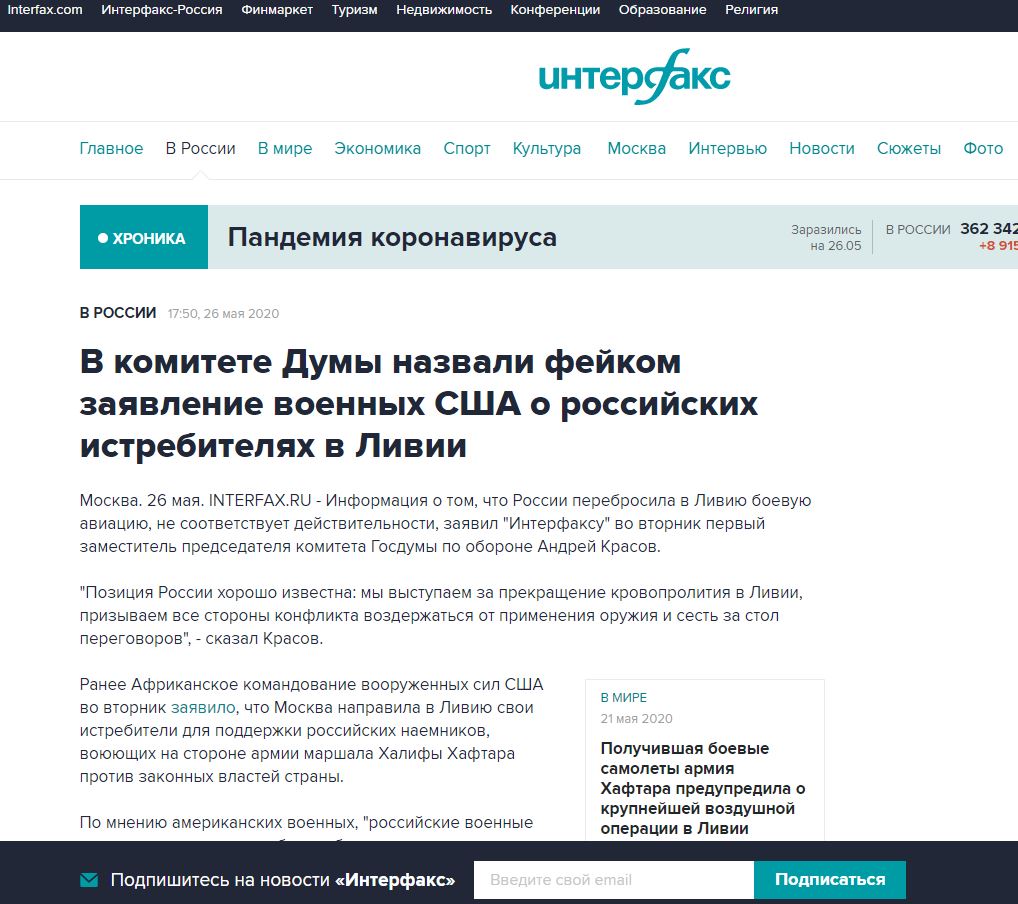 Interfax.com Интерфакс-Россия Финмаркет Туризм Недвижимость Конференции Образование Религия
интерфакс
Главное В России В мире Экономика Спорт Культура Москва Интервью Новости Сюжеты Фото
ХРОНИКА Пандемия коронавируса
Заразились
на 26.05
В РОССИИ 362 342
+8 915
В РОССИИ 17:50, 26 мая 2020
В комитете Думы назвали фейком
заявление военных США о российских
истребителях в Ливии
Москва. 26 мая. INTERFAX.RU - Информация о том, что России перебросила в Ливию боевую
авиацию, не соответствует действительности, заявил "Интерфаксу" во вторник первый
заместитель председателя комитета Госдумы по обороне Андрей Красов.
"Позиция России хорошо известна: мы выступаем за прекращение кровопролития в Ливии,
призываем все стороны конфликта воздержаться от применения оружия и сесть за стол
переговоров", - сказал Красов.
Ранее Африканское командование вооруженных сил США
во вторник заявило, что Москва направила в Ливию свои
истребители для поддержки российских наемников,
воюющих на стороне армии маршала Халифы Хафтара
против законных властей страны.
По мнению американских военных, "российские военные
В МИРЕ
21 мая 2020
Получившая боевые
самолеты армия
Хафтара предупредила о
крупнейшей воздушной
операции в Ливии
Подпишитесь на новости «Интерфакс» Введите свой email Подписаться